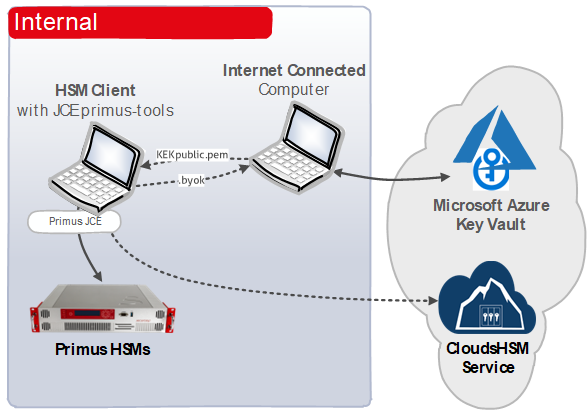 Internal
HSM Client
with JCEprimus-tools
Internet Connected
Computer
KEKpublic.pem
.byok
Primus JCE
Primus HSMs
Microsoft Azure
Key Vault
CloudsHSM
Service